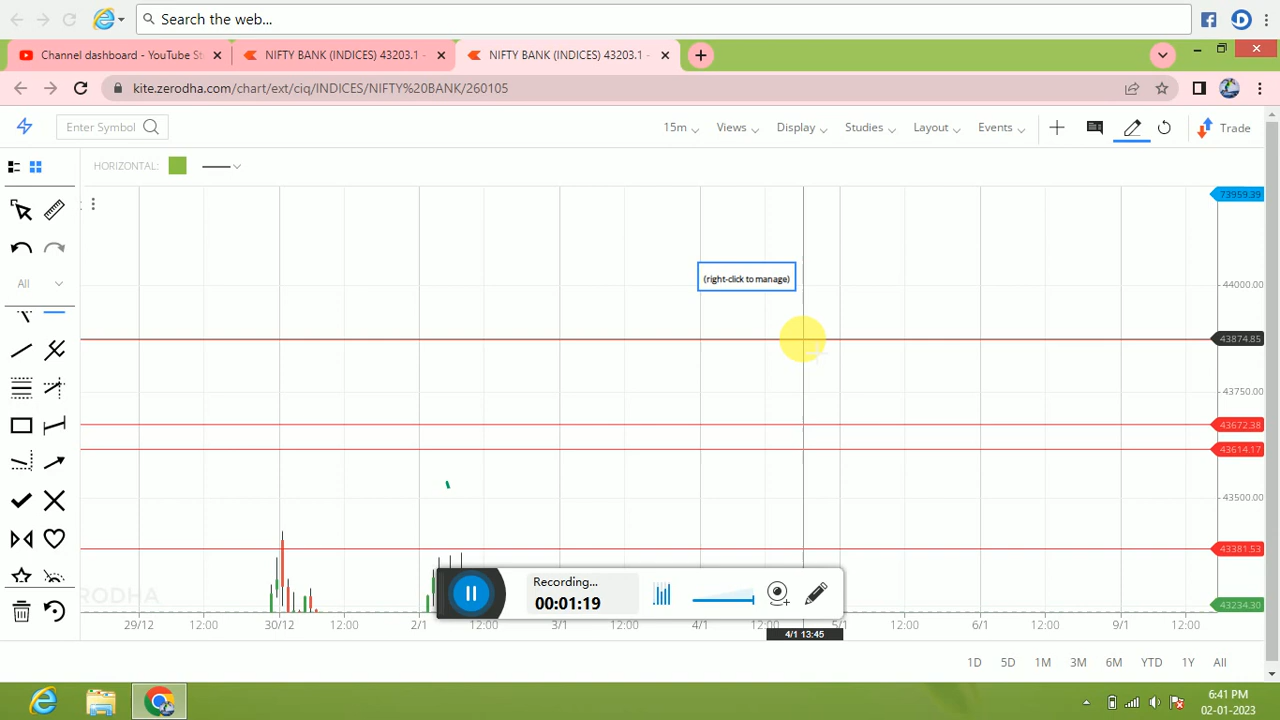 Search the web...
Channel dashboard - YouTube St
NIFTY BANK (INDICES) 43203.1 -
NIFTY BANK (INDICES) 43203.1 -
kite.zerodha.com/chart/ext/ciq/INDICES/NIFTY%20BANK/260105
Enter Symbol
15m
Views
Display
Studies
Layout
Events
Trade
HORIZONTAL:
All
73959.39
(right-click to manage)
44000.00
43874.85
43750.00
43672.38
43614.17
43500.00
43381.53
Recording...
00:01:19
RODHA
43234.30
29/12
12:00
30/12
12:00
2/1
12:00
3/1
12:00
4/1
5/1
12:00
6/1
12:00
9/1
12:00
4/1 13:45
1D
5D
1M
3M
6M
YTD
1Y
All
6:41 PM
02-01-2023